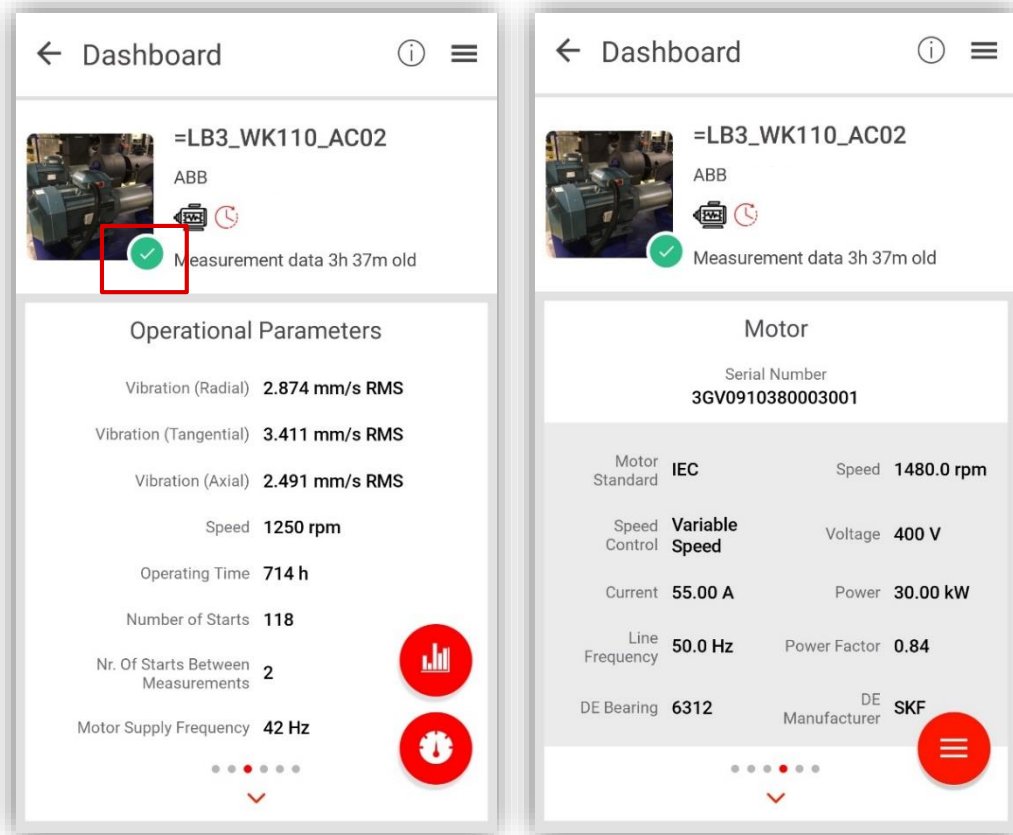 Dashboard
=LB3_WK110_AC02
ABB
Measurement data 3h 37m old
Operational Parameters
Vibration (Radial) 2.874 mm/s RMS
Vibration (Tangential) 3.411 mm/s RMS
Vibration (Axial) 2.491 mm/s RMS
Speed 1250 rpm
Operating Time 714 h
Number of Starts 118
Nr. Of Starts Between
Measurements 2
Motor Supply Frequency 42 Hz
Dashboard
=LB3_WK110_AC02
ABB
Measurement data 3h 37m old
Motor
Serial Number
3GV0910380003001
Motor
Standard IEC
Speed 1480.0 rpm
Speed
Control Variable
Speed
Voltage 400 V
Current 55.00 A
Power 30.00 kW
Line
Frequency 50.0 Hz
Power Factor 0.84
DE Bearing 6312
DE
Manufacturer SKF